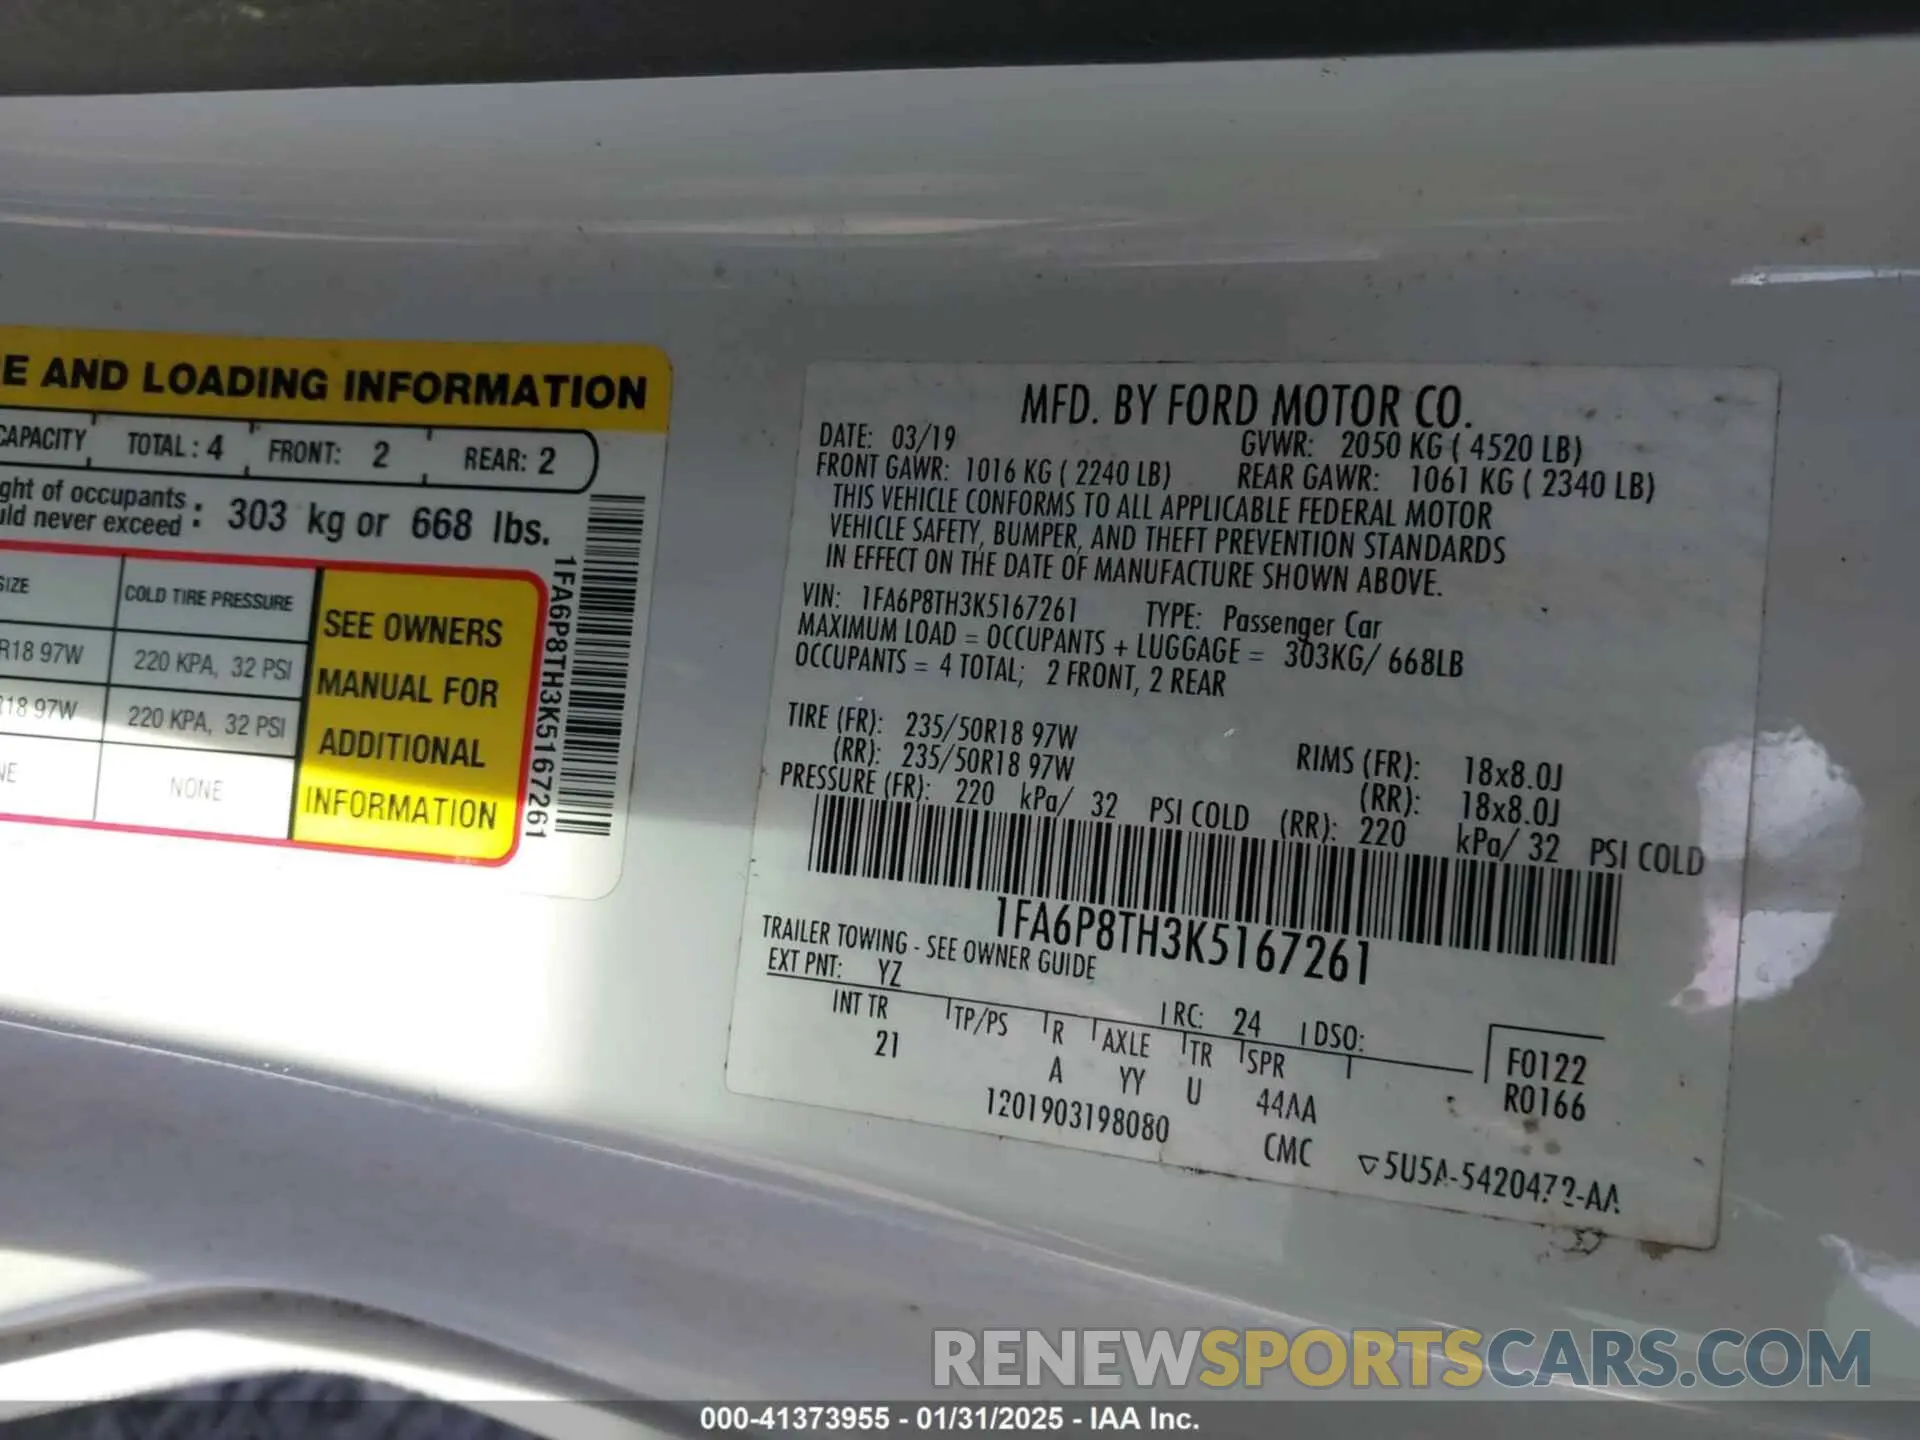 E AND LOADING INFORMATION
CAPACITY TOTAL : 4 FRONT: 2 REAR: 2
ght of occupants
uld never exceed : 303 kg or 668 lbs.
SIZE COLD TIRE PRESSURE
R18 97W 220 KPA, 32 PSI
R18 97W 220 KPA, 32 PSI
NE NONE
SEE OWNERS
MANUAL FOR
ADDITIONAL
INFORMATION
1FA6P8TH3K5167261
MFD. BY FORD MOTOR CO.
DATE: 03/19 GVWR: 2050 KG ( 4520 LB)
FRONT GAWR: 1016 KG ( 2240 LB) REAR GAWR: 1061 KG ( 2340 LB)
THIS VEHICLE CONFORMS TO ALL APPLICABLE FEDERAL MOTOR
VEHICLE SAFETY, BUMPER, AND THEFT PREVENTION STANDARDS
IN EFFECT ON THE DATE OF MANUFACTURE SHOWN ABOVE.
VIN: 1FA6P8TH3K5167261 TYPE: Passenger Car
MAXIMUM LOAD = OCCUPANTS + LUGGAGE = 303KG/ 668LB
OCCUPANTS = 4 TOTAL; 2 FRONT, 2 REAR
TIRE (FR): 235/50R18 97W RIMS (FR): 18x8.0J
(RR): 235/50R18 97W (RR): 18x8.0J
PRESSURE (FR): 220 kPa/ 32 PSI COLD (RR): 220 kPa/ 32 PSI COLD
1FA6P8TH3K5167261
TRAILER TOWING - SEE OWNER GUIDE
EXT PNT: YZ RC: 24 DSO:
INT TR TP/PS R AXLE TR SPR
21 A YY U 44AA
F0122
R0166
1201903198080 CMC
5U5A-5420472-AA
RENEWSPORTSCARS.COM
000-41373955 - 01/31/2025 - IAA Inc.